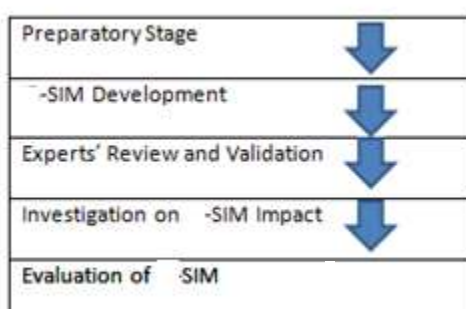 Preparatory Stage
-SIM Development
Experts’ Review and Validation
Investigation on -SIM Impact
Evaluation of SIM